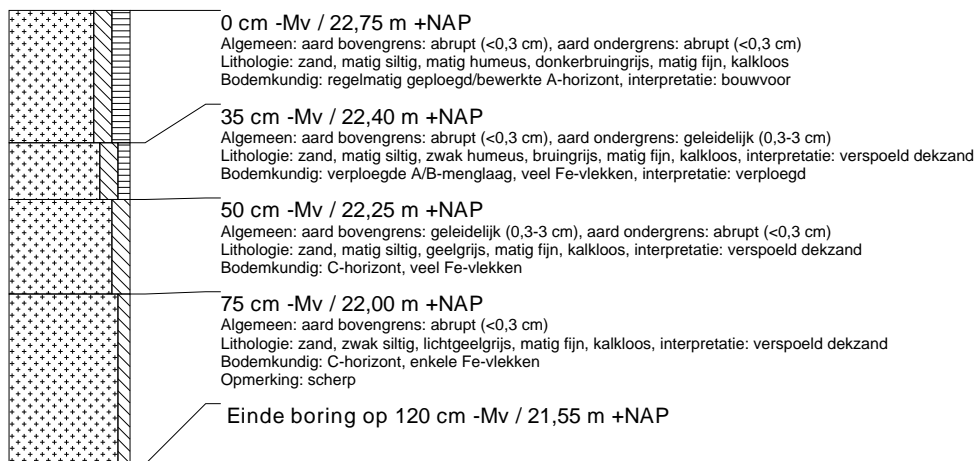 0 cm -Mv / 22,75 m +NAP
Algemeen: aard bovengrens: abrupt (<0,3 cm), aard ondergrens: abrupt (<0,3 cm)
Lithologie: zand, matig siltig, matig humeus, donkerbruingrijs, matig fijn, kalkloos
Bodemkundig: regelmatig geploegd/bewerkte A-horizont, interpretatie: bouwvoor
35 cm -Mv / 22,40 m +NAP
Algemeen: aard bovengrens: abrupt (<0,3 cm), aard ondergrens: geleidelijk (0,3-3 cm)
Lithologie: zand, matig siltig, zwak humeus, bruingrijs, matig fijn, kalkloos, interpretatie: verspoeld dekzand
Bodemkundig: verploegde A/B-menglaag, veel Fe-vlekken, interpretatie: verploegd
50 cm -Mv / 22,25 m +NAP
Algemeen: aard bovengrens: geleidelijk (0,3-3 cm), aard ondergrens: abrupt (<0,3 cm)
Lithologie: zand, matig siltig, geelgrijs, matig fijn, kalkloos, interpretatie: verspoeld dekzand
Bodemkundig: C-horizont, veel Fe-vlekken
75 cm -Mv / 22,00 m +NAP
Algemeen: aard bovengrens: abrupt (<0,3 cm)
Lithologie: zand, zwak siltig, lichtgeelgrijs, matig fijn, kalkloos, interpretatie: verspoeld dekzand
Bodemkundig: C-horizont, enkele Fe-vlekken
Opmerking: scherp
Einde boring op 120 cm -Mv / 21,55 m +NAP